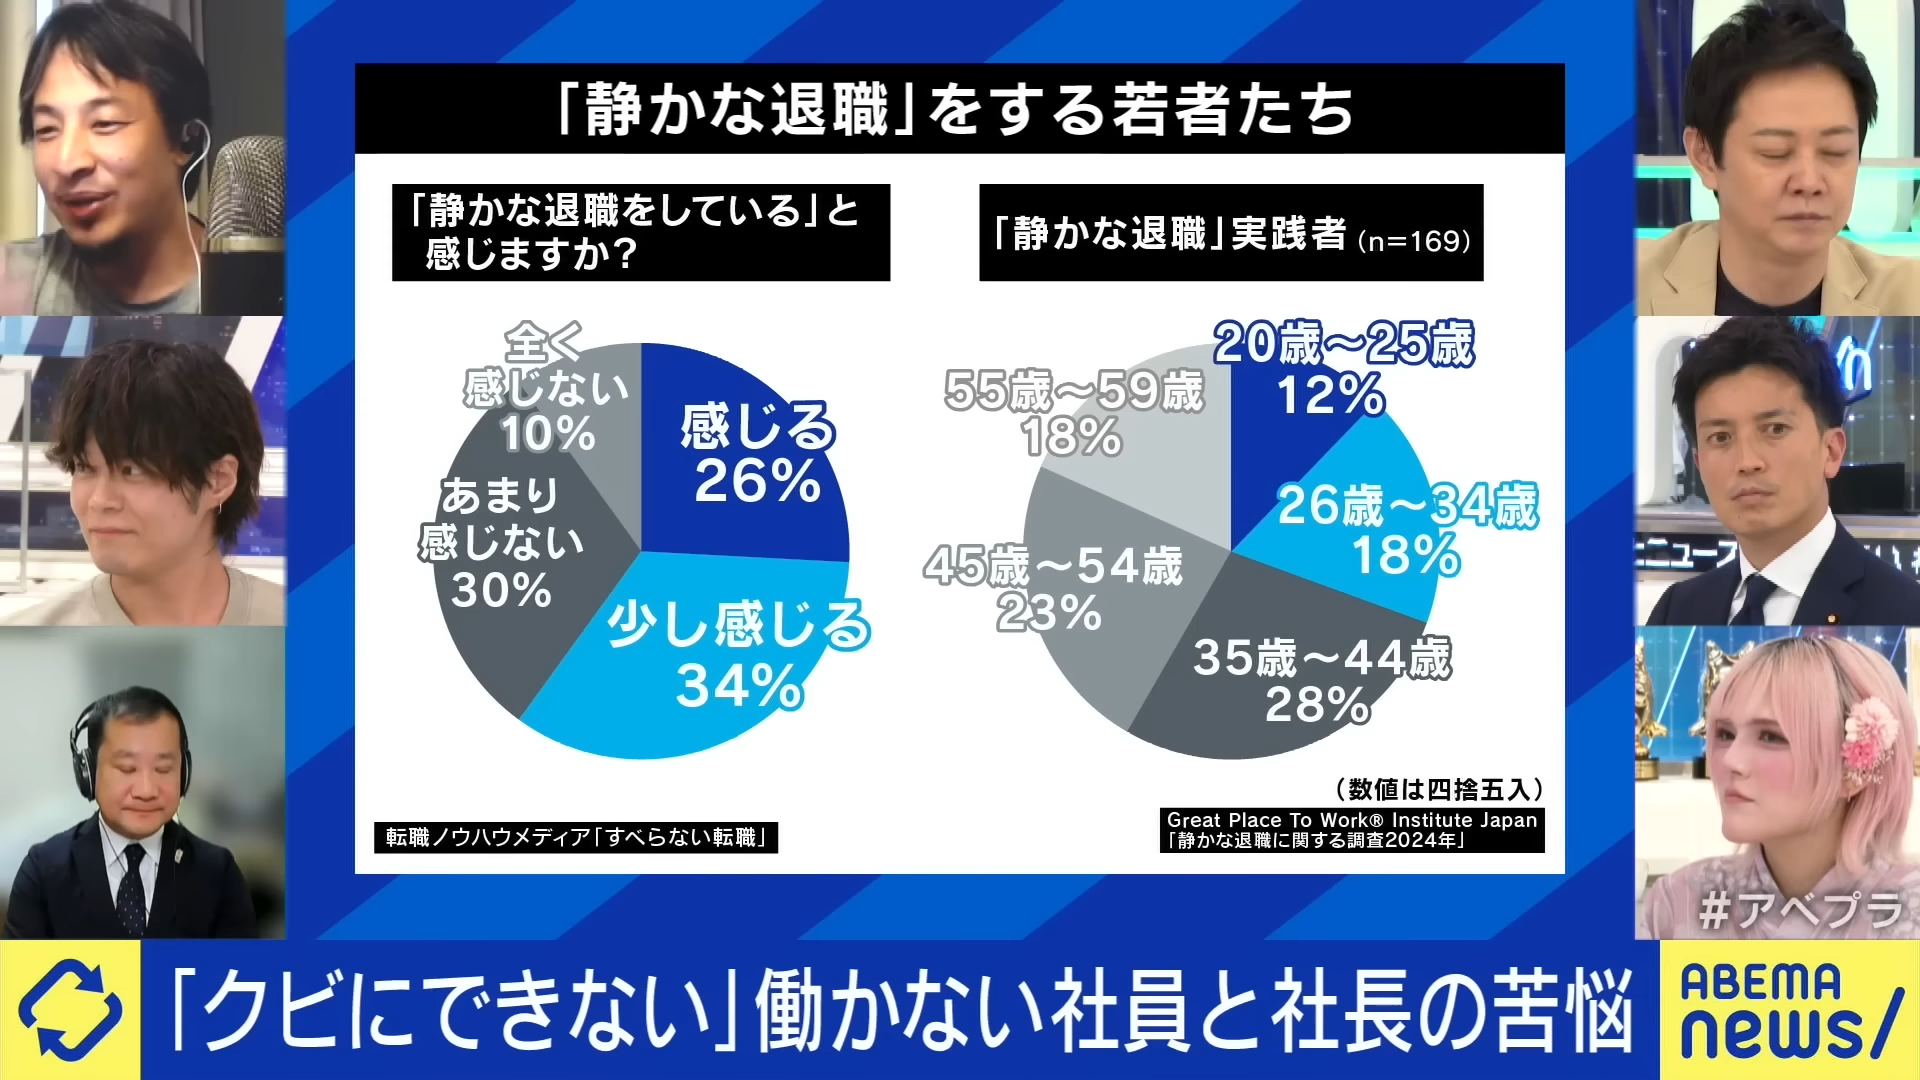 「静かな退職」をする若者たち
「静かな退職をしている」と
感じますか？
全く
感じない
10%
感じる
26%
あまり
感じない
30%
少し感じる
34%
転職ノウハウメディア「すべらない転職」
「静かな退職」実践者（n=169）
20歳～25歳
12%
55歳～59歳
18%
26歳～34歳
18%
45歳～54歳
23%
35歳～44歳
28%
（数値は四捨五入）
Great Place To Work® Institute Japan
「静かな退職に関する調査2024年」
ニュース
#アベプラ
「クビにできない」働かない社員と社長の苦悩
ABEMA
news/